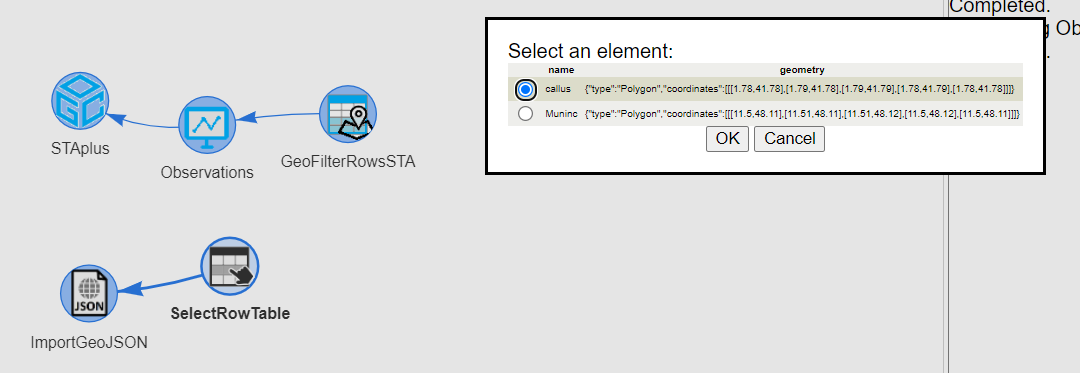 Completed.
g Ob
.
Select an element:
name geometry
callus {"type":"Polygon","coordinates":[[[1.78,41.78],[1.79,41.78],[1.79,41.79],[1.78,41.79],[1.78,41.78]]]}
Muninc {"type":"Polygon","coordinates":[[[11.5,48.11],[11.51,48.11],[11.51,48.12],[11.5,48.12],[11.5,48.11]]]}
OK Cancel
STAplus
Observations
GeoFilterRowsSTA
JSON
SelectRowTable
ImportGeoJSON